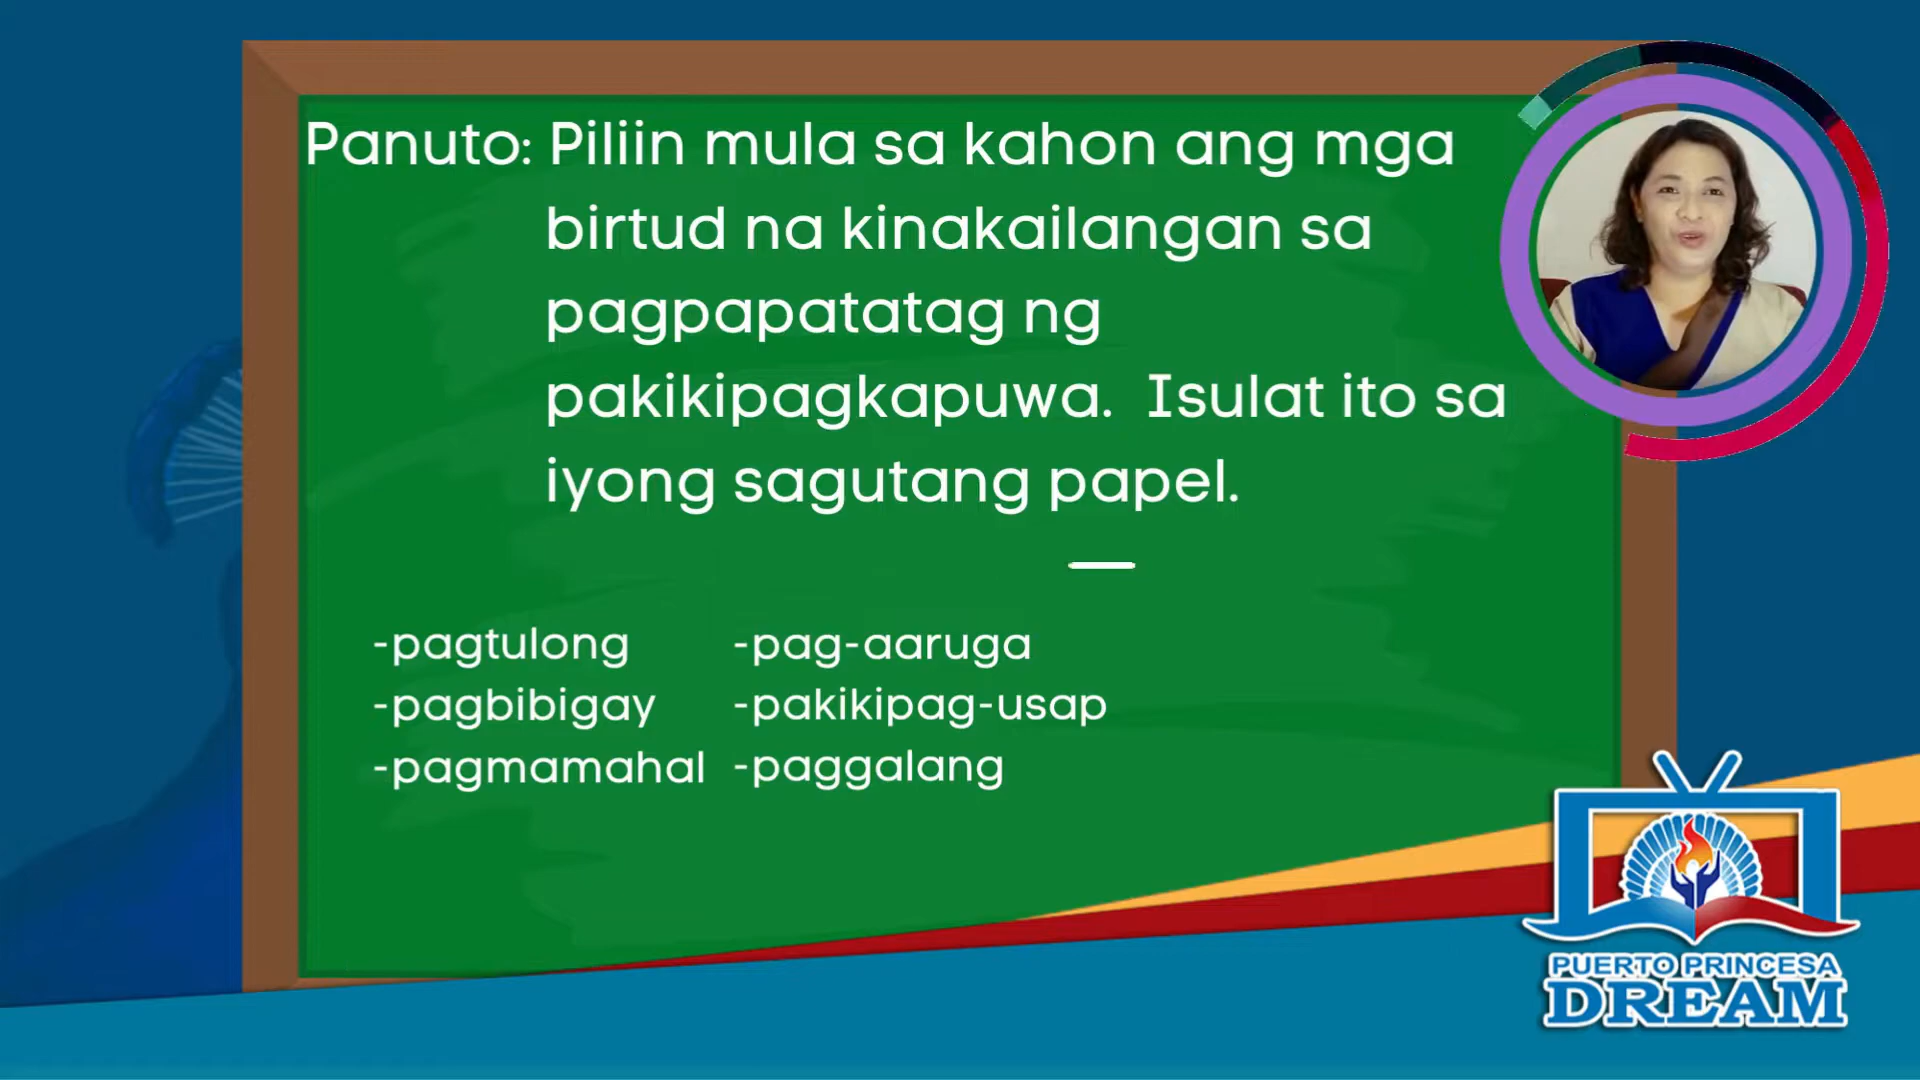 Panuto: Piliin mula sa kahon ang mga
birtud na kinakailangan sa
pagpapatatag ng
pakikipagkapuwa. Isulat ito sa
iyong sagutang papel.
-pagtulong -pag-aaruga
-pagbibigay -pakikipag-usap
-pagmamahal -paggalang
PUERTO PRINCESA
DREAM